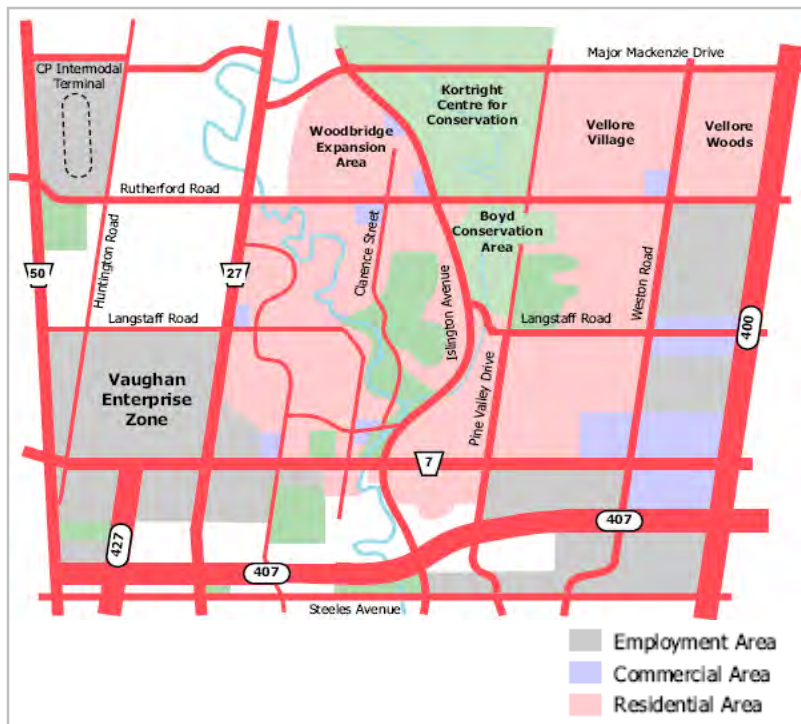 Major Mackenzie Drive
CP Intermodal
Terminal
Kortright
Centre for
Conservation
Vellore
Village
Vellore
Woods
Woodbridge
Expansion
Area
Rutherford Road
Boyd
Conservation
Area
Clarence Street
Huntington Road
Islington Avenue
Weston Road
50
27
400
Langstaff Road
Langstaff Road
Vaughan
Enterprise
Zone
Pine Valley Drive
7
427
407
407
Steeles Avenue
Employment Area
Commercial Area
Residential Area